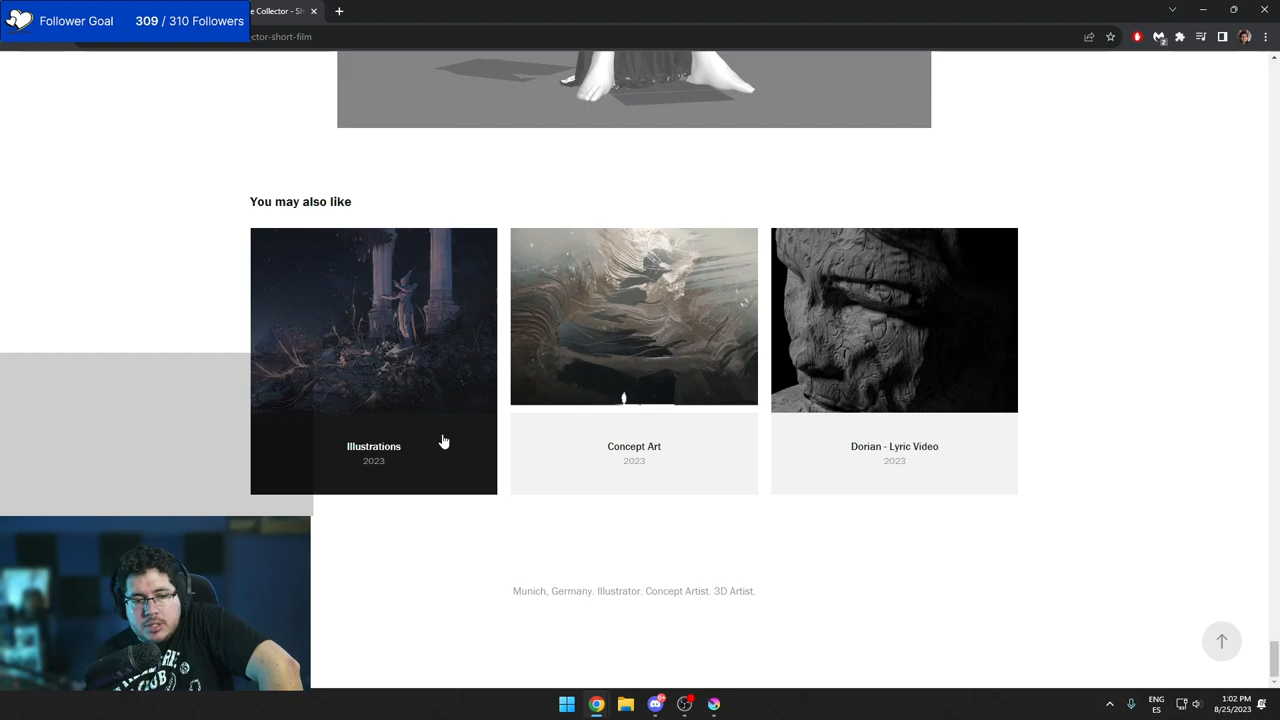 Follower Goal 309 / 310 Followers
e Collector - Sh
ctor-short-film
You may also like
Illustrations
2023
Concept Art
2023
Dorian - Lyric Video
2023
Munich, Germany. Illustrator. Concept Artist. 3D Artist.
ENG
ES
1:02 PM
8/25/2023